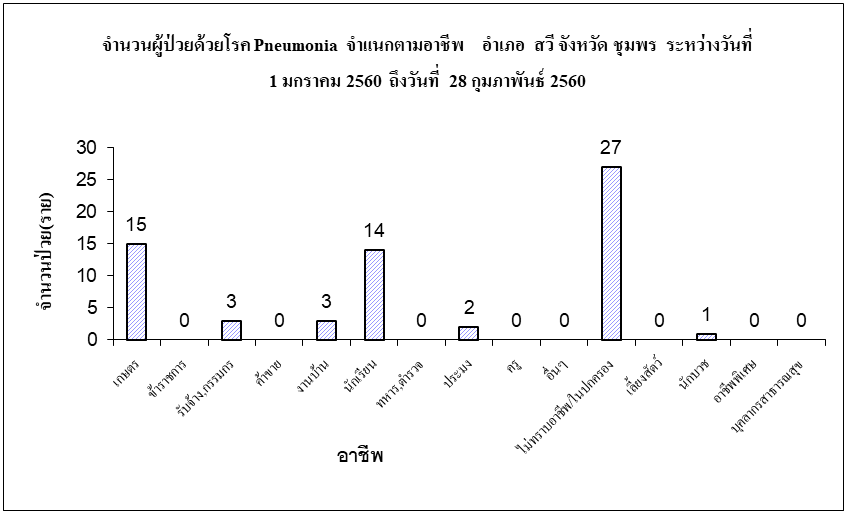 จำนวนผู้ป่วยด้วยโรค Pneumonia จำแนกตามอาชีพ อำเภอ สวี จังหวัด ชุมพร ระหว่างวันที่
1 มกราคม 2560 ถึงวันที่ 28 กุมภาพันธ์ 2560
จำนวนป่วย(ราย)
30
25
20
15
10
5
0
15
0
3
0
3
14
0
2
0
0
27
0
1
0
0
เกษตร
ข้าราชการ
รับจ้าง,กรรมกร
ค้าขาย
งานบ้าน
นักเรียน
ทหาร,ตำรวจ
ประมง
ครู
อื่นๆ
ไม่ทราบอาชีพ/ในปกครอง
เลี้ยงสัตว์
นักบวช
อาชีพพิเศษ
บุคลากรสาธารณสุข
อาชีพ